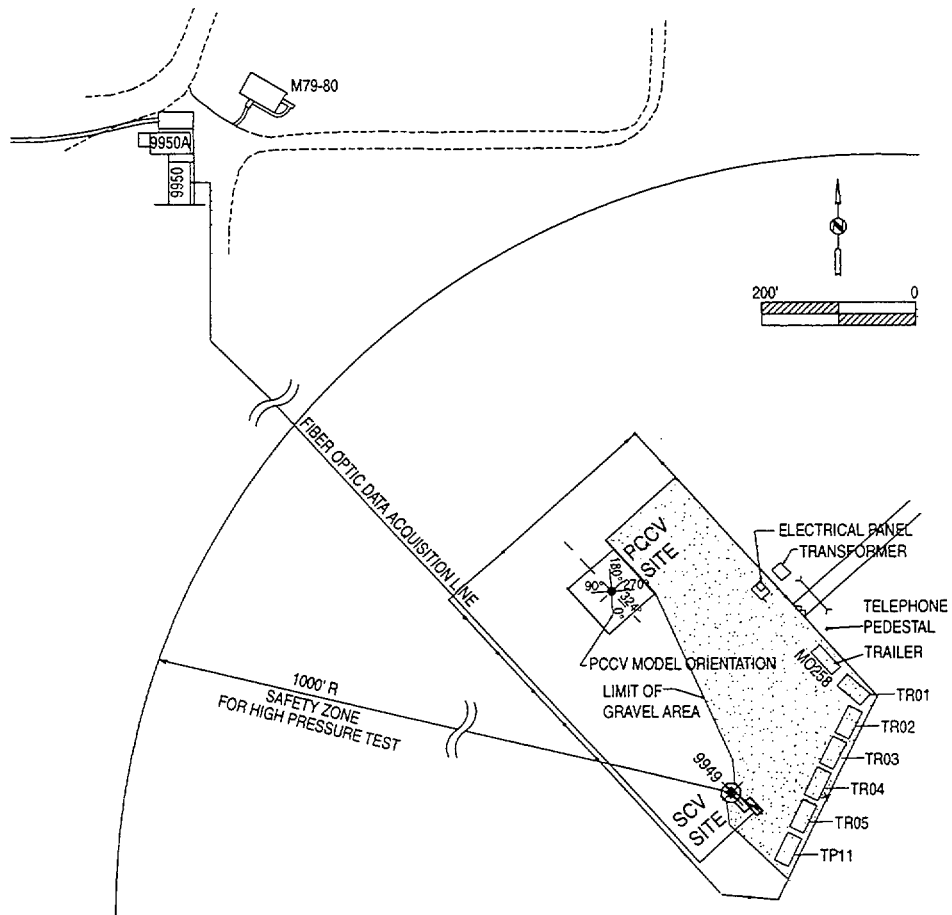 M79-80
9950A
9950
N
200' 0
FIBER OPTIC DATA ACQUISITION LINE
PCCV
SITE
ELECTRICAL PANEL
TRANSFORMER
180°
90° 270°
324°
0°
TELEPHONE
PEDESTAL
TRAILER
MO258
PCCV MODEL ORIENTATION
LIMIT OF
GRAVEL AREA
1000' R
SAFETY ZONE
FOR HIGH PRESSURE TEST
TR01
TR02
TR03
TR04
TR05
TP11
9949
SCV
SITE